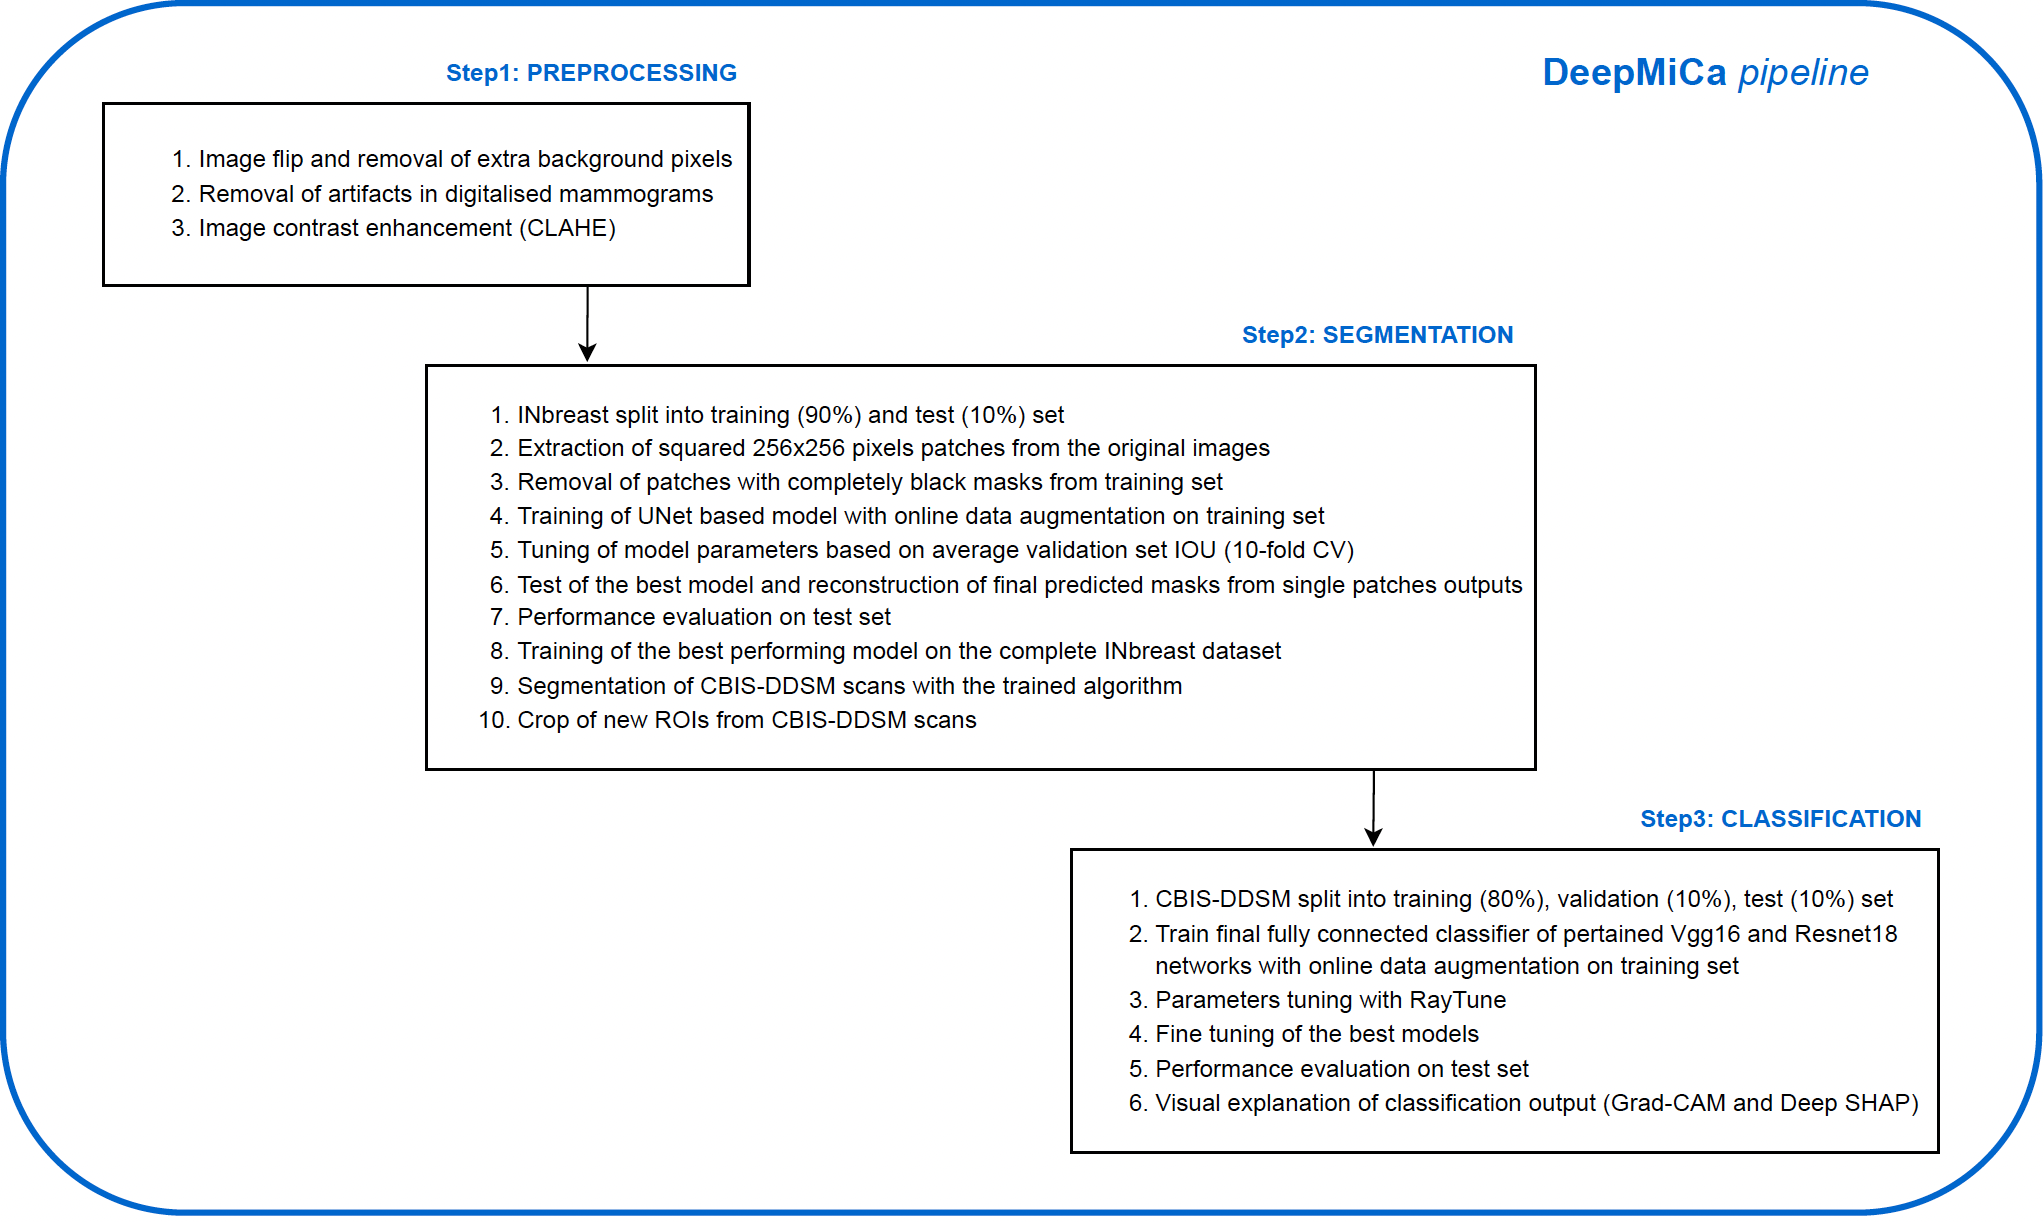 DeepMiCa pipeline
Step1: PREPROCESSING
1. Image flip and removal of extra background pixels
2. Removal of artifacts in digitalised mammograms
3. Image contrast enhancement (CLAHE)
Step2: SEGMENTATION
1. INbreast split into training (90%) and test (10%) set
2. Extraction of squared 256x256 pixels patches from the original images
3. Removal of patches with completely black masks from training set
4. Training of UNet based model with online data augmentation on training set
5. Tuning of model parameters based on average validation set IOU (10-fold CV)
6. Test of the best model and reconstruction of final predicted masks from single patches outputs
7. Performance evaluation on test set
8. Training of the best performing model on the complete INbreast dataset
9. Segmentation of CBIS-DDSM scans with the trained algorithm
10. Crop of new ROIs from CBIS-DDSM scans
Step3: CLASSIFICATION
1. CBIS-DDSM split into training (80%), validation (10%), test (10%) set
2. Train final fully connected classifier of pertained Vgg16 and Resnet18
networks with online data augmentation on training set
3. Parameters tuning with RayTune
4. Fine tuning of the best models
5. Performance evaluation on test set
6. Visual explanation of classification output (Grad-CAM and Deep SHAP)